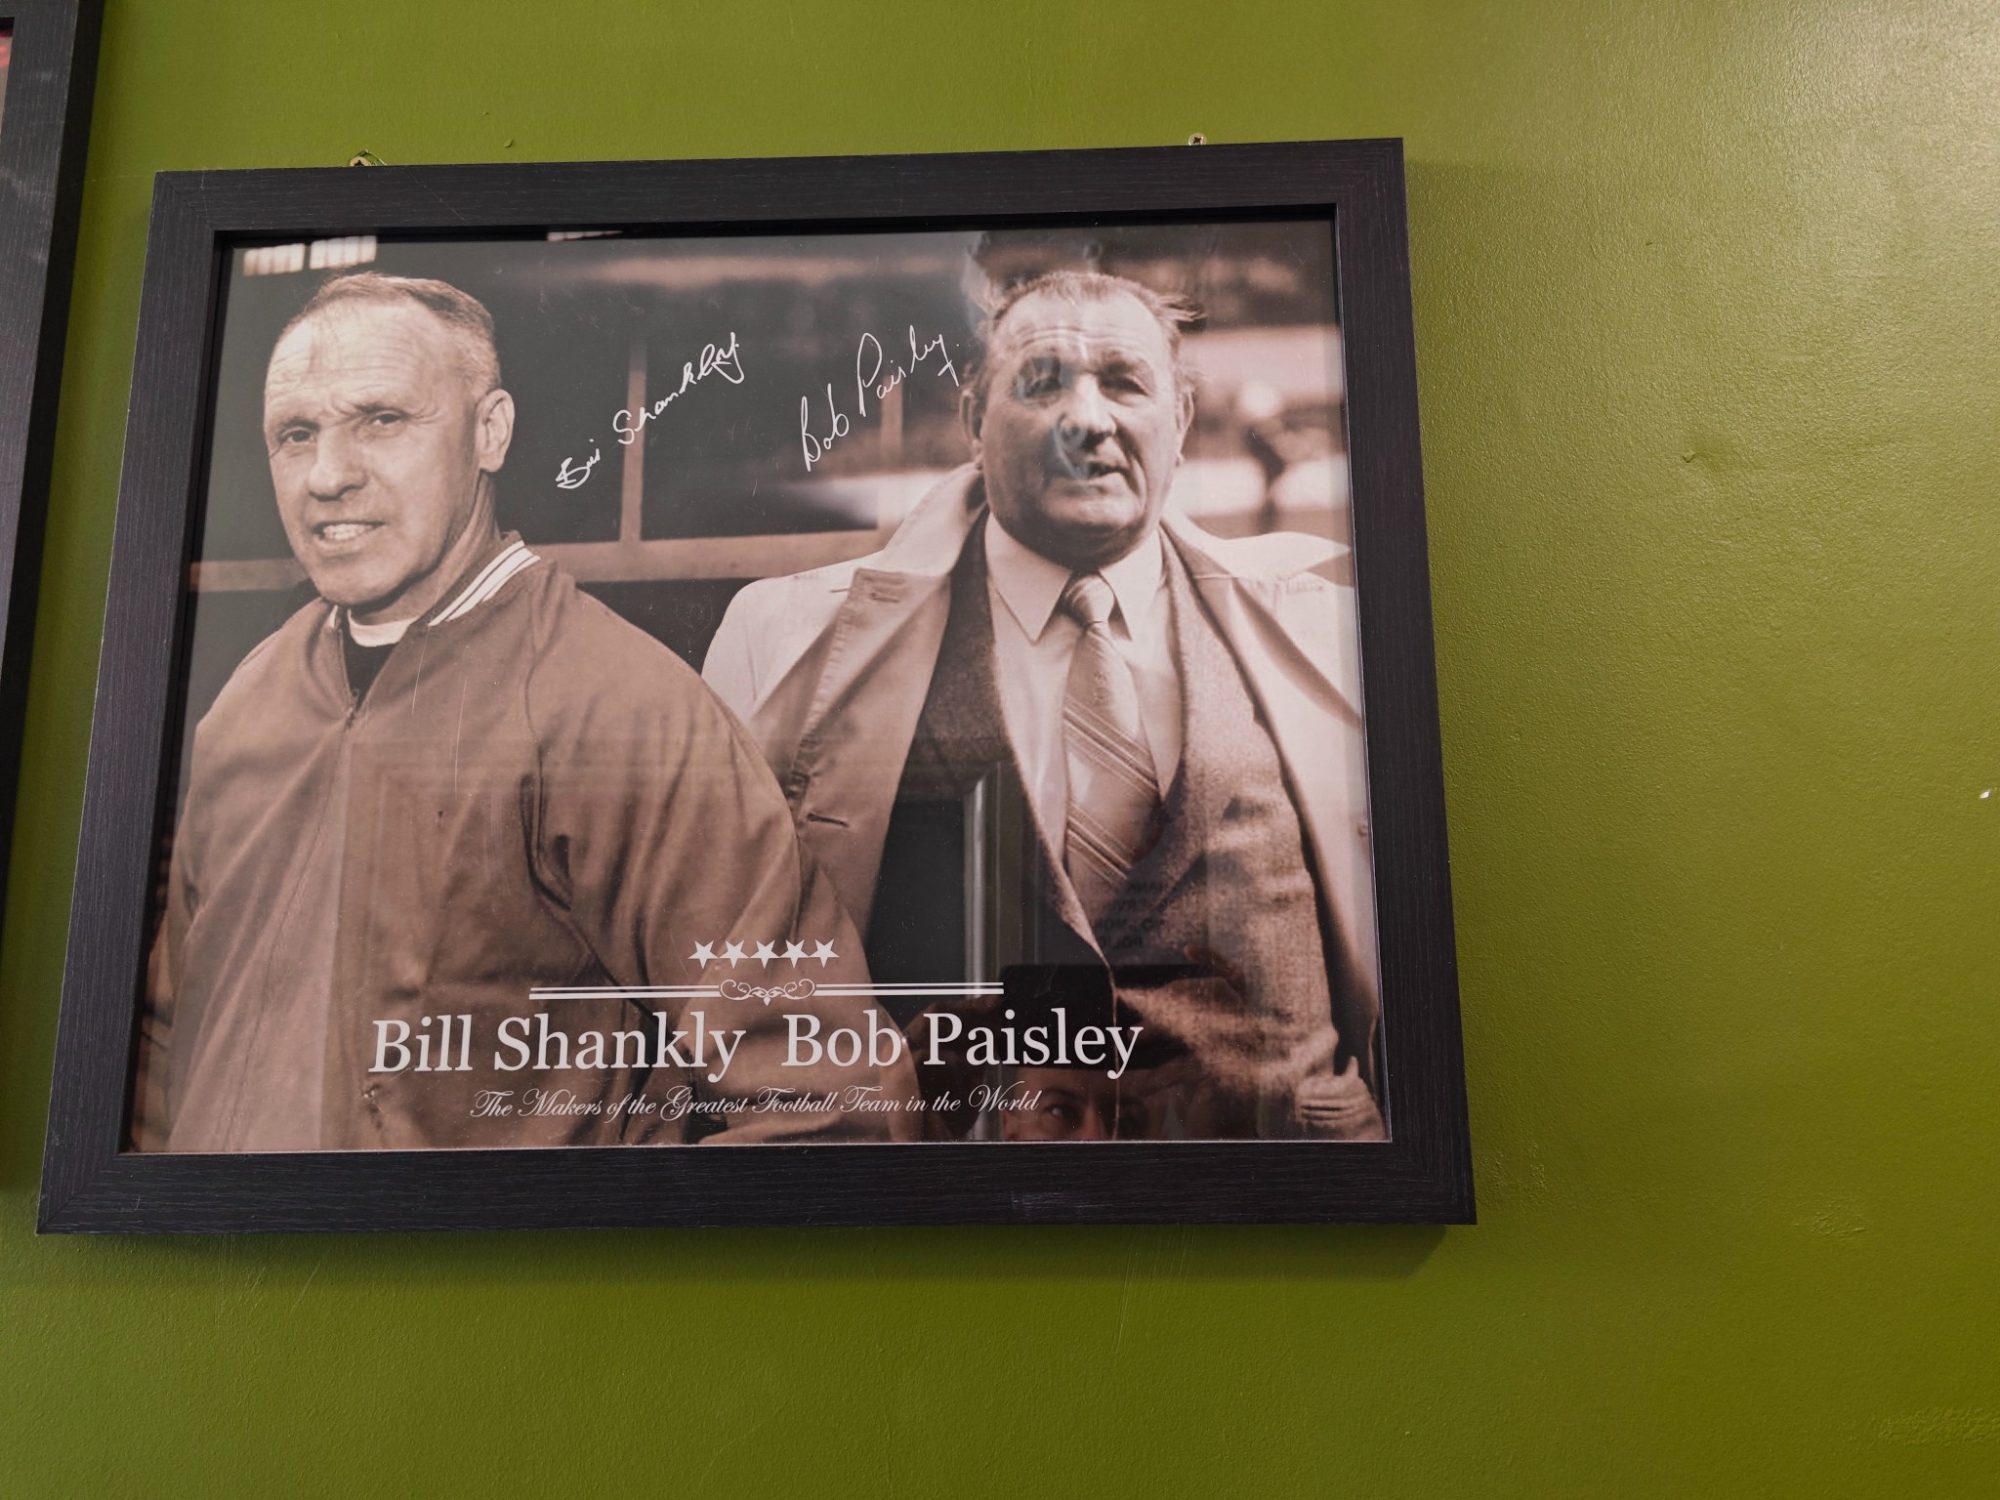 Bill Shankly
Bob Paisley
Bill Shankly Bob Paisley
The Makers of the Greatest Football Team in the World